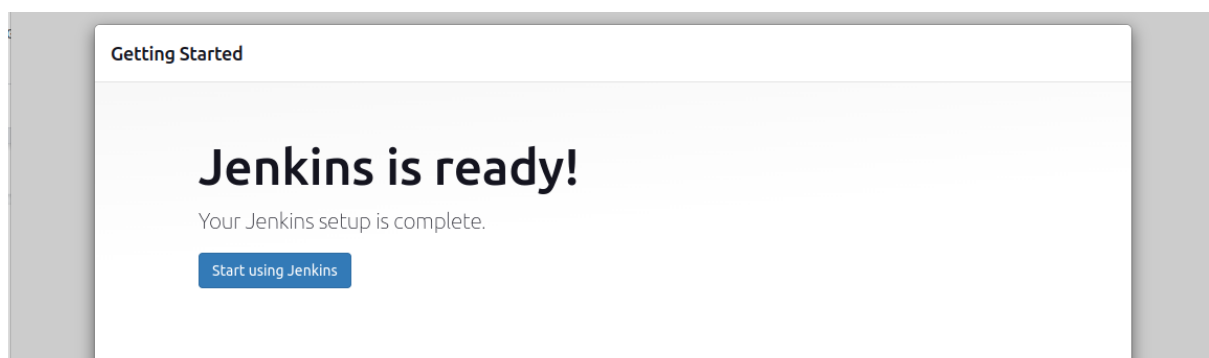 Getting Started
Jenkins is ready!
Your Jenkins setup is complete.
Start using Jenkins